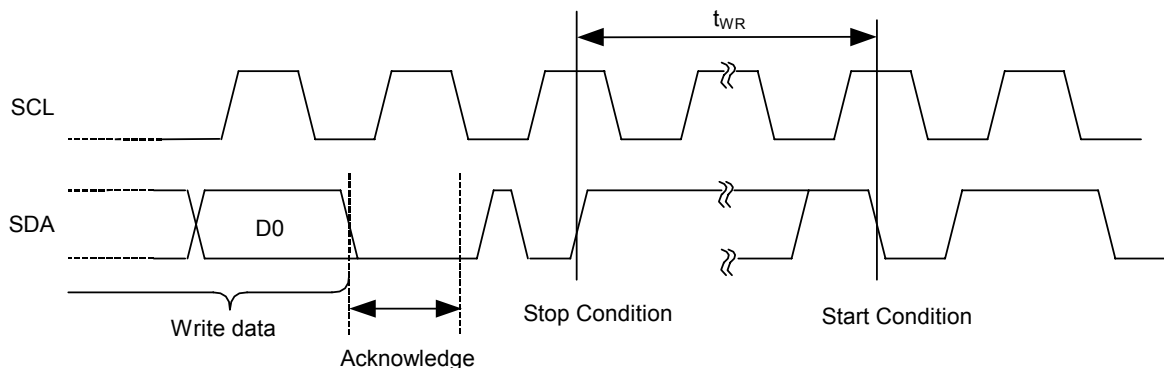 tWR
SCL
SDA
D0
Write data
Acknowledge
Stop Condition
Start Condition